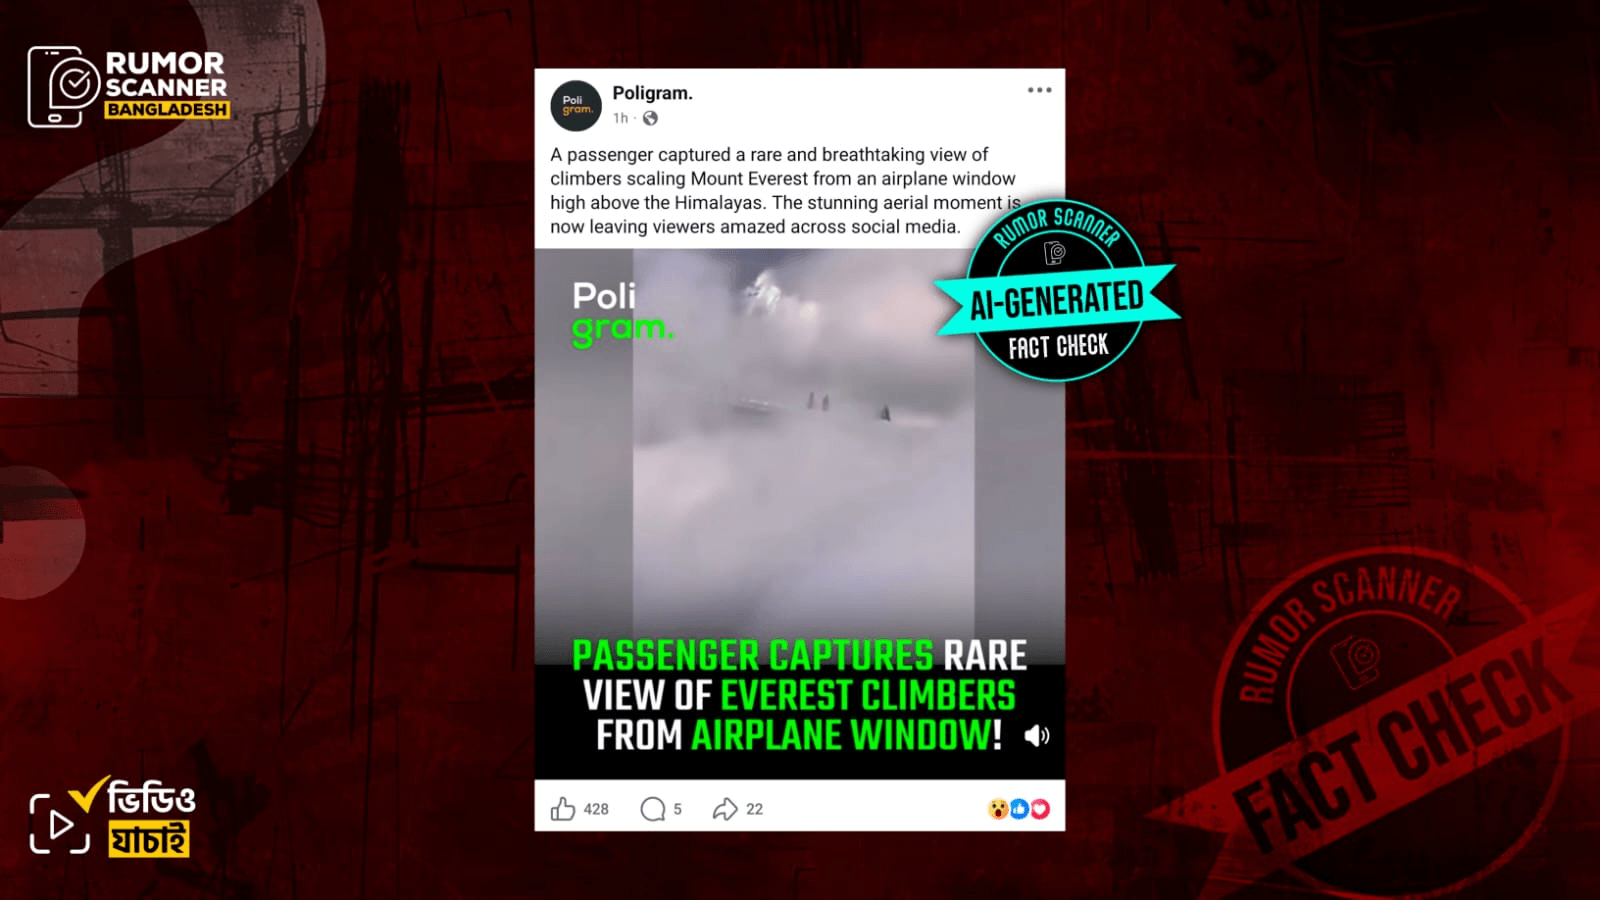 RUMOR
SCANNER
BANGLADESH
Poli
gram.
Poligram.
1h
A passenger captured a rare and breathtaking view of
climbers scaling Mount Everest from an airplane window
high above the Himalayas. The stunning aerial moment is
now leaving viewers amazed across social media.
RUMOR SCANNER
AI-GENERATED
FACT CHECK
Poli
gram.
PASSENGER CAPTURES RARE
VIEW OF EVEREST CLIMBERS
FROM AIRPLANE WINDOW!
428
5
22
ভিডিও
যাচাই
RUMOR SCANNER
FACT CHECK